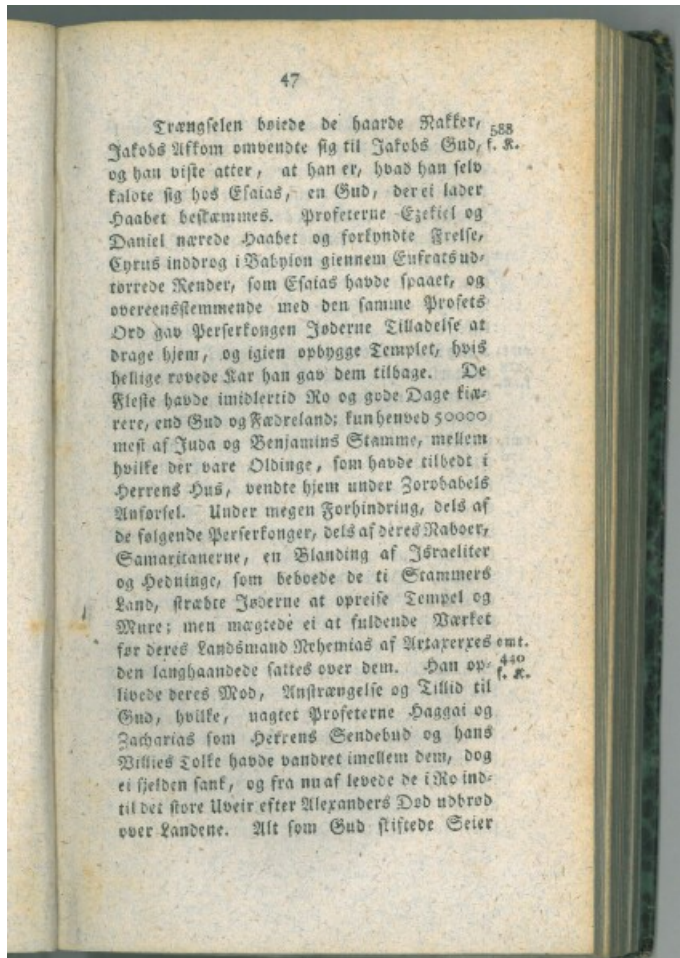 47
Trængselen bøiede de haarde Nakker, 588
Jakobs Afkom omvendte sig til Jakobs Gud, f. K.
og han viste atter, at han er, hvad han selv
kaldte sig hos Esaias, en Gud, der ei lader
Haabet beskæmmes. Profeterne Ezekiel og
Daniel nærede Haabet og forkyndte Frelse,
Cyrus inddrog i Babylon giennem Eufrats ud-
tørrede Render, som Esaias havde spaaet, og
overeensstemmende med den samme Profets
Ord gav Perserkongen Jøderne Tilladelse at
drage hjem, og igien opbygge Templet, hvis
hellige røvede Kar han gav dem tilbage. De
Fleste havde imidlertid Ro og gode Dage kiæ-
rere, end Gud og Fædreland; kun henved 50000
mest af Juda og Benjamins Stamme, mellem
hvilke der vare Oldinge, som havde tilbedt i
Herrens Hus, vendte hjem under Zorobabels
Anførsel. Under megen Forhindring, dels af
de følgende Perserkonger, dels af deres Naboer,
Samaritanerne, en Blanding af Israeliter
og Hedninge, som beboede de ti Stammers
Land, stræbte Jøderne at opreise Tempel og
Mure; men mægtede ei at fuldende Værket
før deres Landsmand Nehemias af Artaxerxes omt.
den langhaandede sattes over dem. Han op- 440
livede deres Mod, Anstrængelse og Tillid til f. K.
Gud, hvilke, uagtet Profeterne Haggai og
Zacharias som Herrens Sendebud og hans
Villies Tolke havde vandret imellem dem, dog
ei sjelden sank, og fra nu af levede de i Ro ind-
til det store Uveir efter Alexanders Død udbrød
over Landene. Alt som Gud skiftede Seier